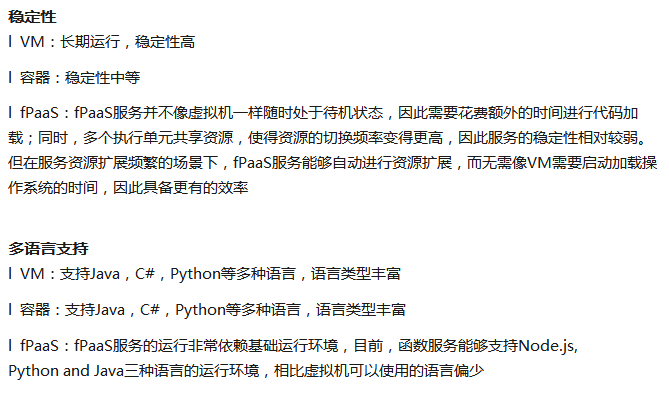 稳定性
l VM：长期运行，稳定性高
l 容器：稳定性中等
l fPaaS：fPaaS服务并不像虚拟机一样随时处于待机状态，因此需要花费额外的时间进行代码加
载；同时，多个执行单元共享资源，使得资源的切换频率变得更高，因此服务的稳定性相对较弱。
但在服务资源扩展频繁的场景下，fPaaS服务能够自动进行资源扩展，而无需像VM需要启动加载操
作系统的时间，因此具备更有的效率
多语言支持
l VM：支持Java，C#，Python等多种语言，语言类型丰富
l 容器：支持Java，C#，Python等多种语言，语言类型丰富
l fPaaS：fPaaS服务的运行非常依赖基础运行环境，目前，函数服务能够支持Node.js,
Python and Java三种语言的运行环境，相比虚拟机可以使用的语言偏少